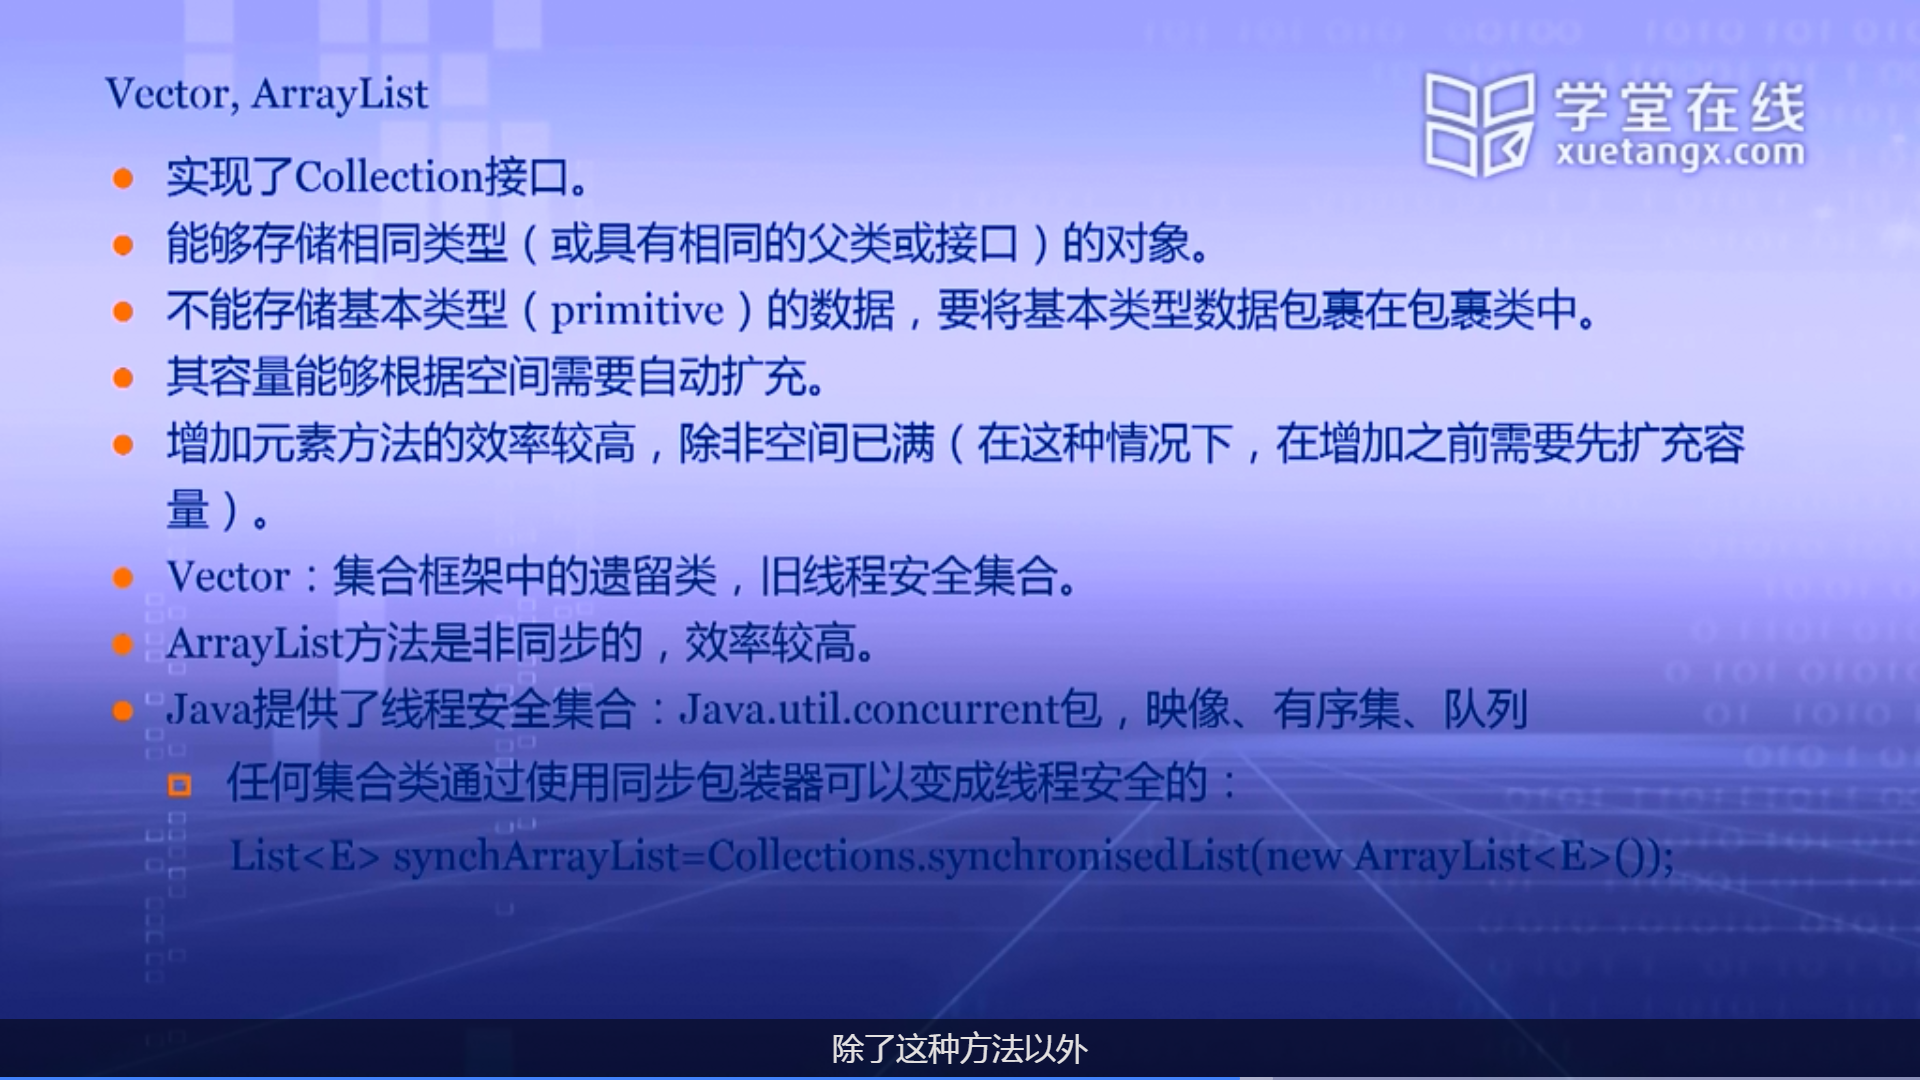 Vector, ArrayList
学堂在线
xuetangx.com
实现了Collection接口。
能够存储相同类型（或具有相同的父类或接口）的对象。
不能存储基本类型（primitive）的数据，要将基本类型数据包裹在包裹类中。
其容量能够根据空间需要自动扩充。
增加元素方法的效率较高，除非空间已满（在这种情况下，在增加之前需要先扩充容
量）。
Vector：集合框架中的遗留类，旧线程安全集合。
ArrayList方法是非同步的，效率较高。
Java提供了线程安全集合：Java.util.concurrent包，映像、有序集、队列
任何集合类通过使用同步包装器可以变成线程安全的：
List<E> synchArrayList=Collections.synchronisedList(new ArrayList<E>());
除了这种方法以外